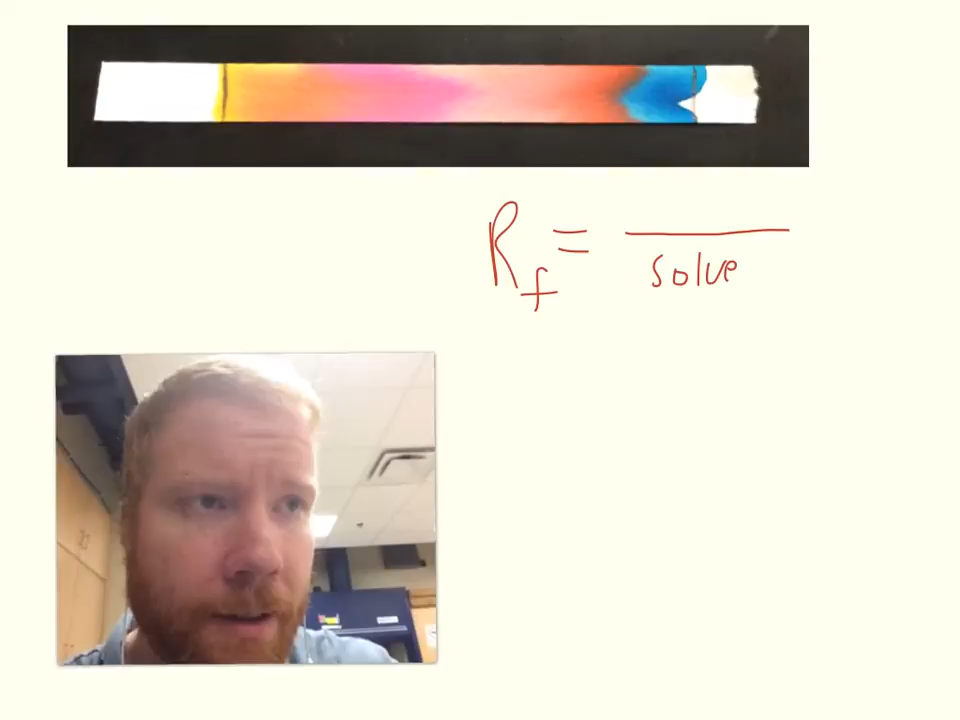 Rf = 
solve